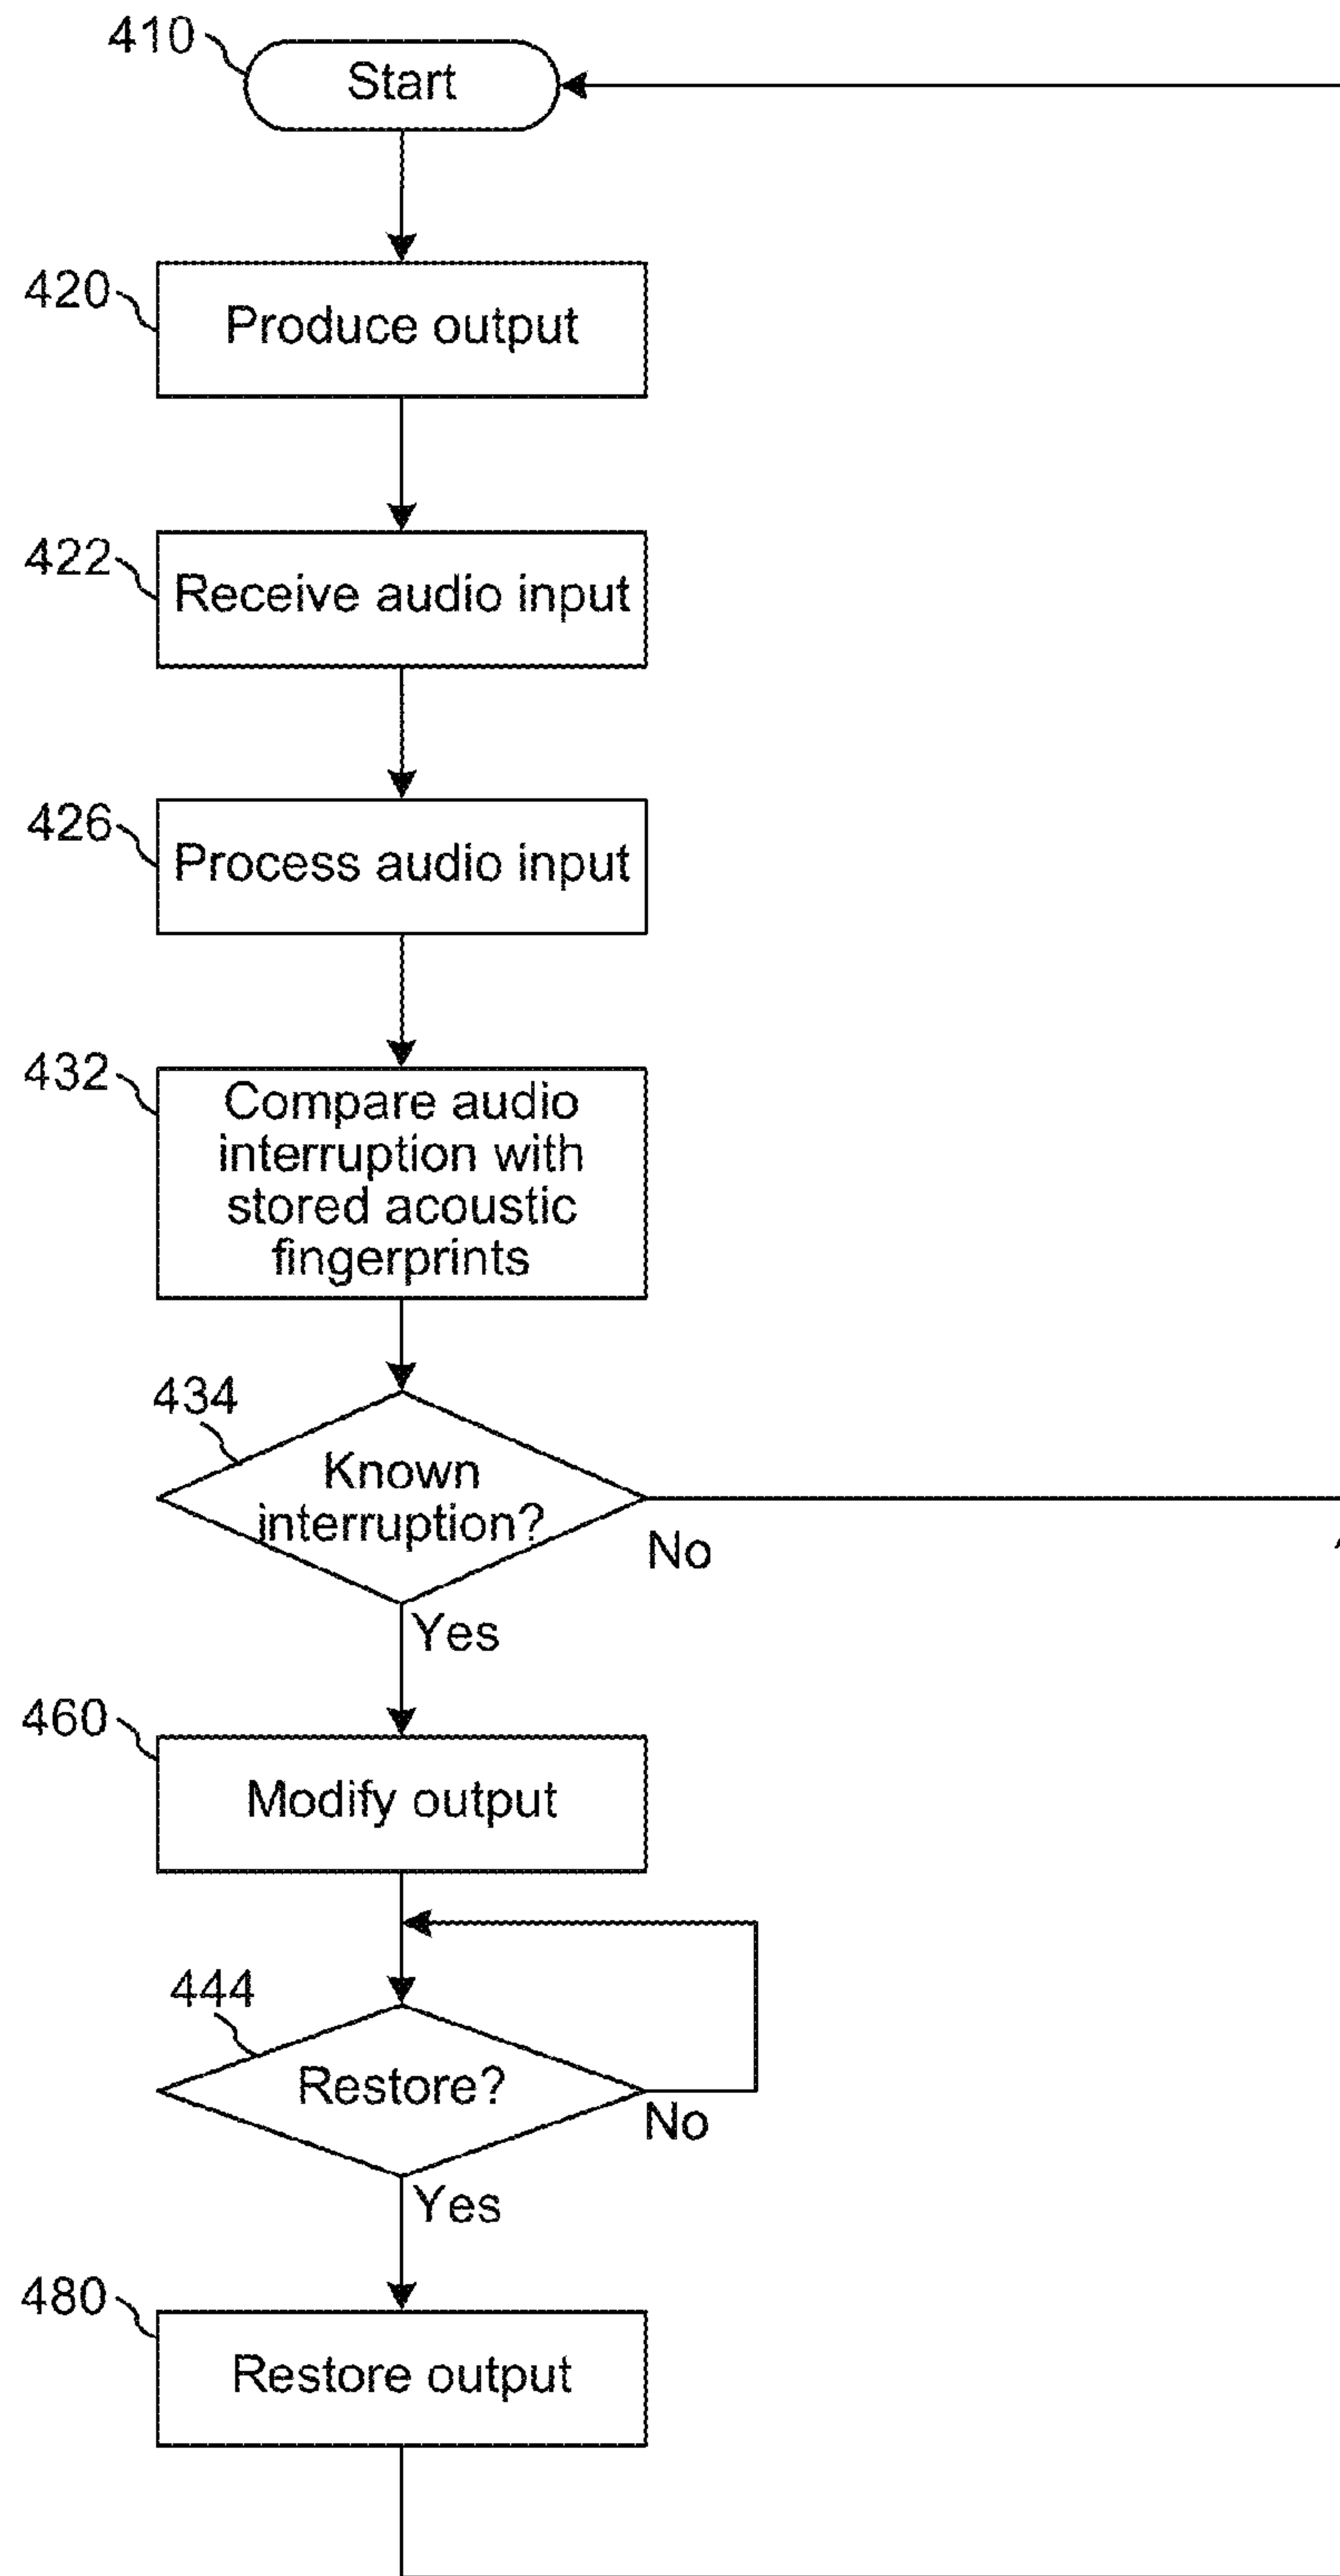 410
Start
420
Produce output
422
Receive audio input
426
Process audio input
432
Compare audio
interruption with
stored acoustic
fingerprints
434
Known
interruption?
No
Yes
460
Modify output
444
Restore?
No
Yes
480
Restore output